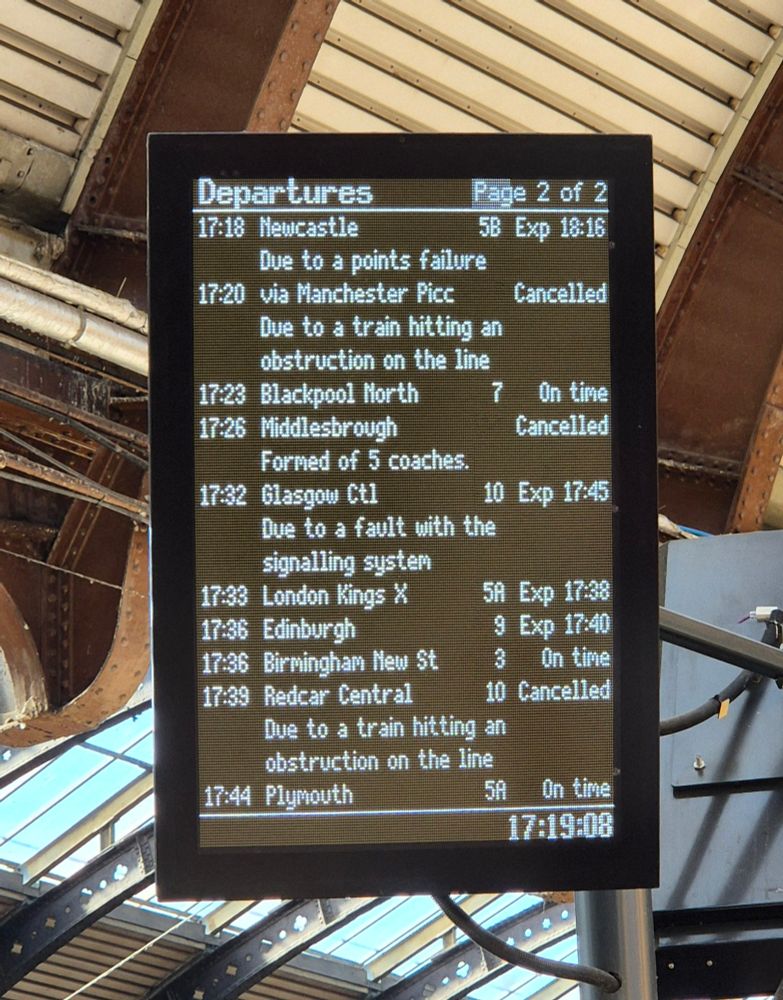 Departures Page 2 of 2
17:18 Newcastle 5B Exp 18:16
Due to a points failure
17:20 via Manchester Picc Cancelled
Due to a train hitting an
obstruction on the line
17:23 Blackpool North 7 On time
17:26 Middlesbrough Cancelled
Formed of 5 coaches.
17:32 Glasgow Ctl 10 Exp 17:45
Due to a fault with the
signalling system
17:33 London Kings X 5A Exp 17:38
17:36 Edinburgh 9 Exp 17:40
17:36 Birmingham New St 3 On time
17:39 Redcar Central 10 Cancelled
Due to a train hitting an
obstruction on the line
17:44 Plymouth 5A On time
17:19:08